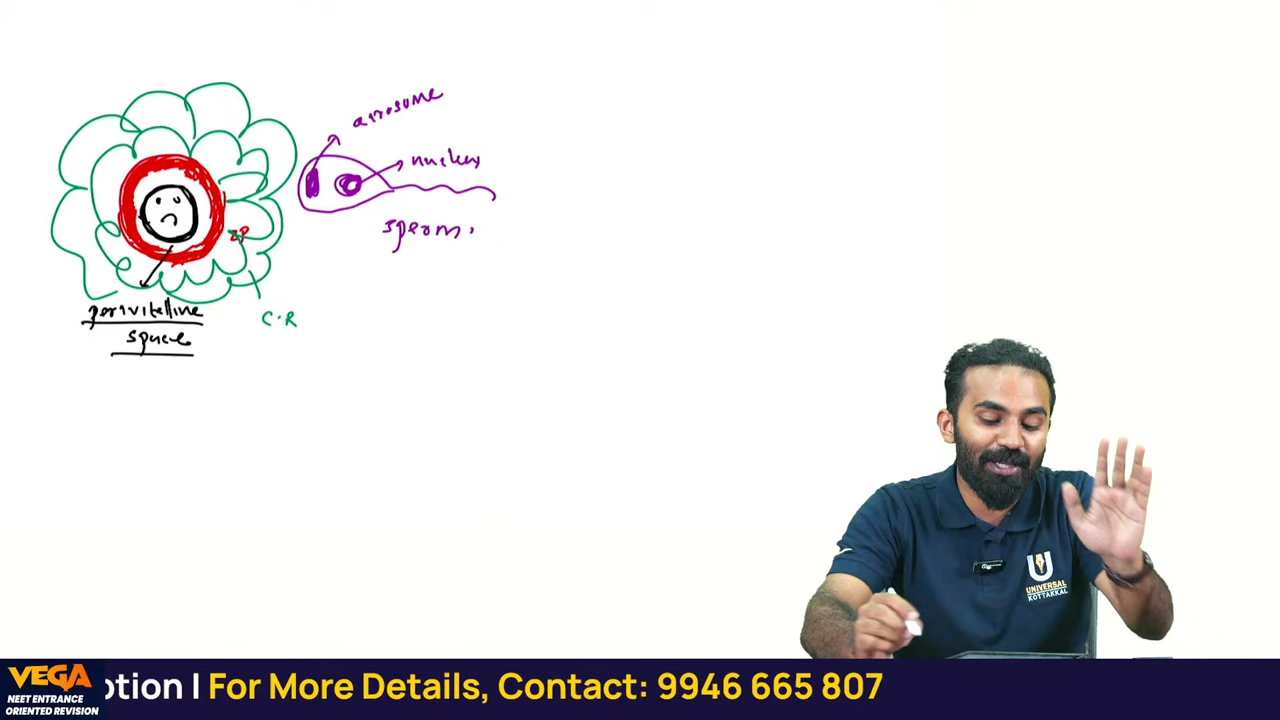 acrosome
nucleus
sperm.
ZP
perivitelline
space
C.R
U
UNIVERSAL
KOTTAKKAL
VEGA
NEET ENTRANCE
ORIENTED REVISION
otion | For More Details, Contact: 9946 665 807